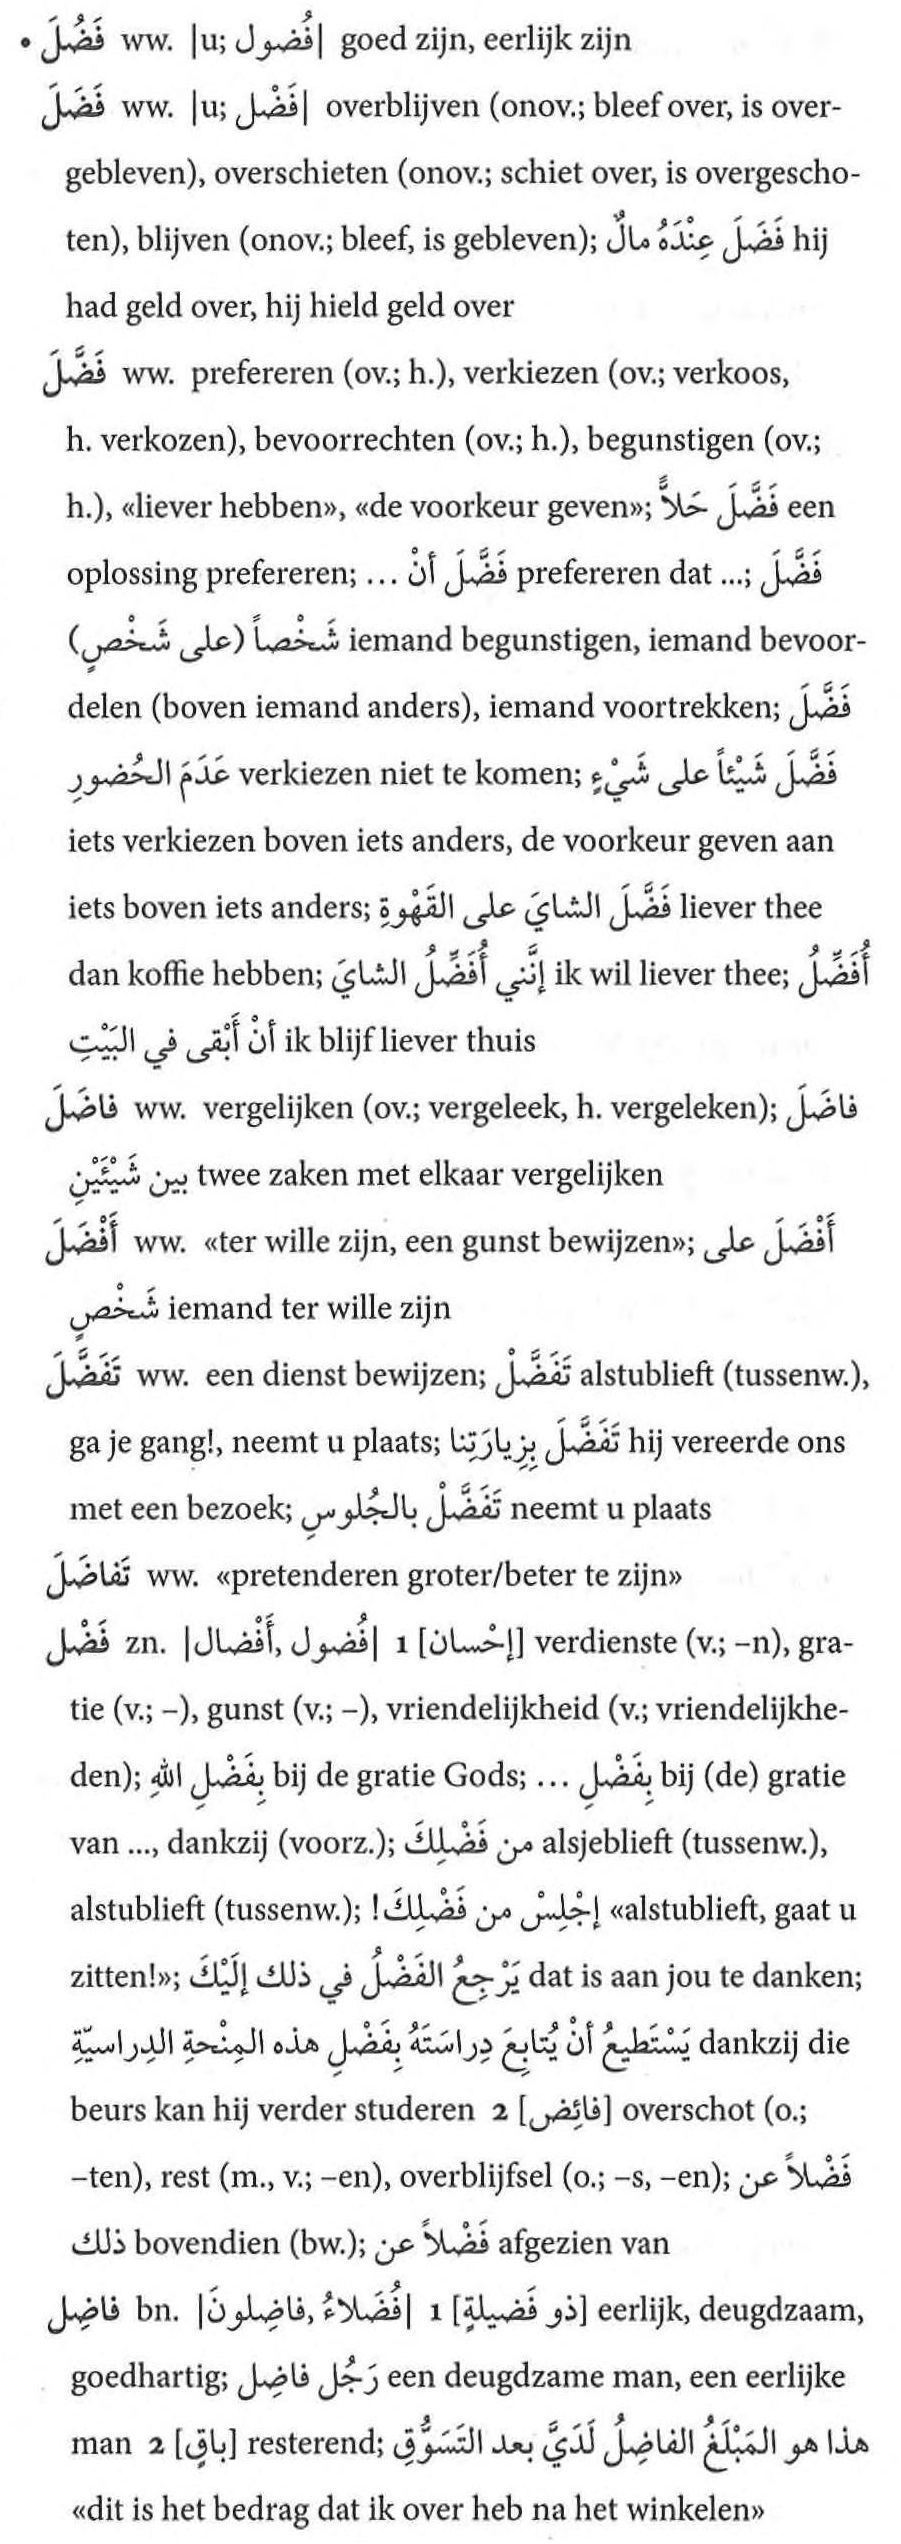 • فَضُلَ ww. |u; فُضول| goed zijn, eerlijk zijn
فَضَلَ ww. |u; فَضْل| overblijven (onov.; bleef over, is over-
gebleven), overschieten (onov.; schiet over, is overgescho-
ten), blijven (onov.; bleef, is gebleven); فَضَلَ عِنْدَهُ مالٌ hij
had geld over, hij hield geld over
فَضَّلَ ww. prefereren (ov.; h.), verkiezen (ov.; verkoos,
h. verkozen), bevoorrechten (ov.; h.), begunstigen (ov.;
h.), «liever hebben», «de voorkeur geven»; فَضَّلَ حَلاًّ een
oplossing prefereren; فَضَّلَ أنْ ... prefereren dat ...; فَضَّلَ
شَخْصاً (على شَخْصٍ) iemand begunstigen, iemand bevoor-
delen (boven iemand anders), iemand voortrekken; فَضَّلَ
عَدَمَ الحُضورِ verkiezen niet te komen; فَضَّلَ شَيْئاً على شَيْءٍ
iets verkiezen boven iets anders, de voorkeur geven aan
iets boven iets anders; فَضَّلَ الشايَ على القَهْوةِ liever thee
dan koffie hebben; إنَّني أُفَضِّلُ الشايَ ik wil liever thee; أُفَضِّلُ
أنْ أَبْقى في البَيْتِ ik blijf liever thuis
فاضَلَ ww. vergelijken (ov.; vergeleek, h. vergeleken); فاضَلَ
بين شَيْئَيْنِ twee zaken met elkaar vergelijken
أَفْضَلَ ww. «ter wille zijn, een gunst bewijzen»; أَفْضَلَ على
شَخْصٍ iemand ter wille zijn
تَفَضَّلَ ww. een dienst bewijzen; تَفَضَّلْ alstublieft (tussenw.),
ga je gang!, neemt u plaats; تَفَضَّلَ بِزِيارَتِنا hij vereerde ons
met een bezoek; تَفَضَّلْ بالجُلوسِ neemt u plaats
تَفاضَلَ ww. «pretenderen groter/beter te zijn»
فَضْل zn. |فُضول, أَفْضال| 1 [إحْسان] verdienste (v.; –n), gra-
tie (v.; –), gunst (v.; –), vriendelijkheid (v.; vriendelijkhe-
den); بِفَضْلِ اللهِ bij de gratie Gods; بِفَضْلِ ... bij (de) gratie
van ..., dankzij (voorz.); من فَضْلِكَ alsjeblieft (tussenw.),
alstublieft (tussenw.); إجْلِسْ من فَضْلِكَ! «alstublieft, gaat u
zitten!»; يَرْجِعُ الفَضْلُ في ذلك إلَيْكَ dat is aan jou te danken;
يَسْتَطيعُ أنْ يُتابِعَ دِراسَتَهُ بِفَضْلِ هذه المِنْحةِ الدِراسيّةِ dankzij die
beurs kan hij verder studeren 2 [فائِض] overschot (o.;
–ten), rest (m., v.; –en), overblijfsel (o.; –s, –en); فَضْلاً عن
ذلك bovendien (bw.); فَضْلاً عن afgezien van
فاضِل bn. |فُضَلاءُ, فاضِلونَ| 1 [ذو فَضيلةٍ] eerlijk, deugdzaam,
goedhartig; رَجُل فاضِل een deugdzame man, een eerlijke
man 2 [باقٍ] resterend; هذا هو المَبْلَغُ الفاضِلُ لَدَيَّ بعد التَسَوُّقِ
«dit is het bedrag dat ik over heb na het winkelen»